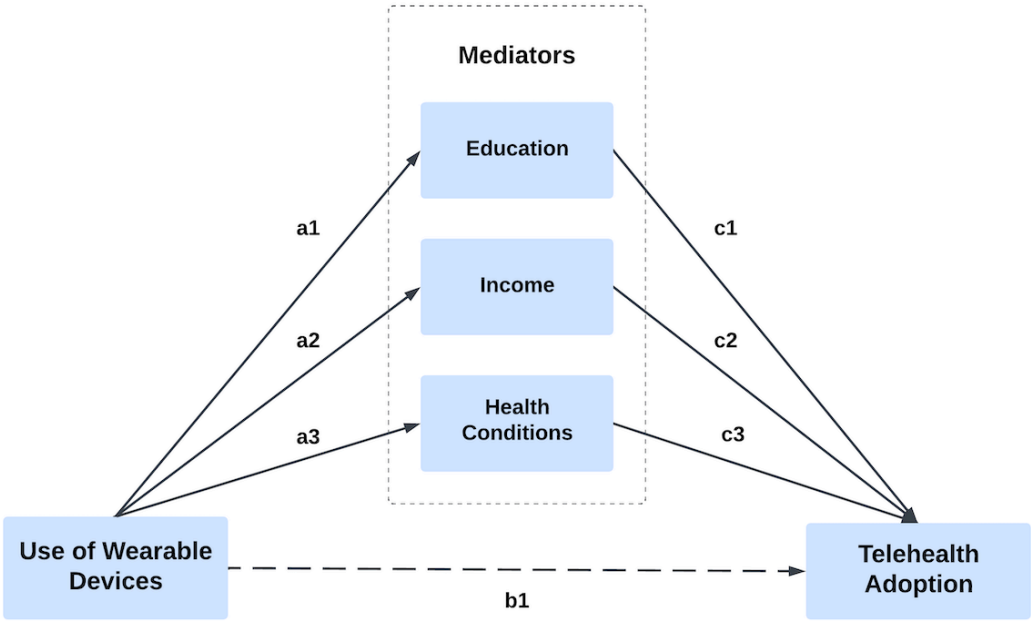 Mediators
Education
a1
c1
Income
a2
c2
Health
Conditions
a3
c3
Use of Wearable
Devices
Telehealth
Adoption
b1